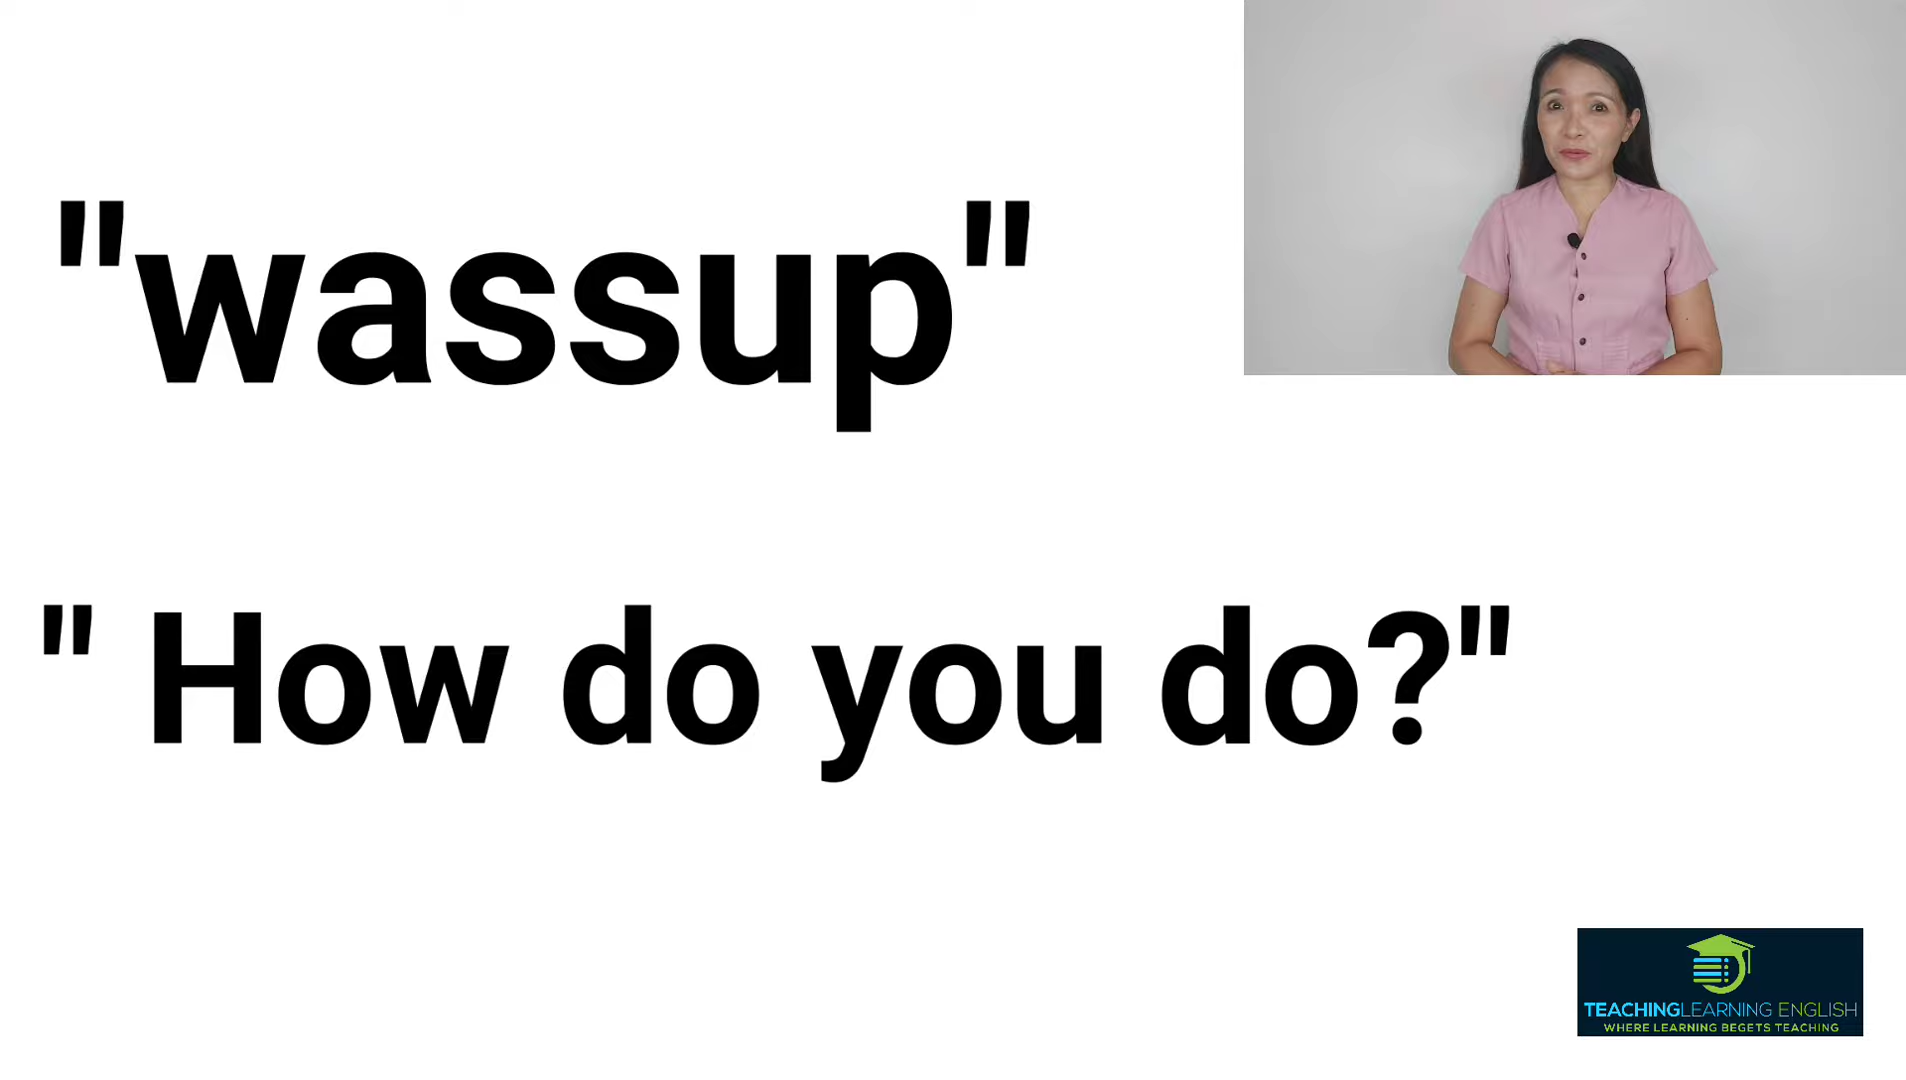 "wassup"
" How do you do?"
TEACHINGLEARNING ENGLISH
WHERE LEARNING BEGETS TEACHING